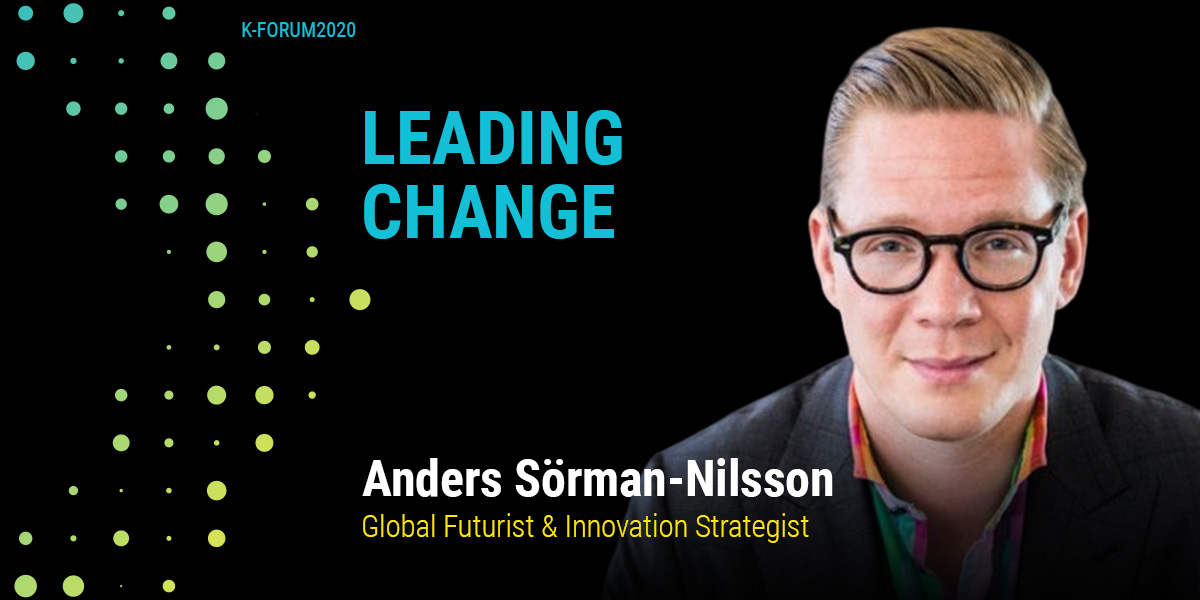 K-FORUM2020
LEADING
CHANGE
Anders Sörman-Nilsson
Global Futurist & Innovation Strategist